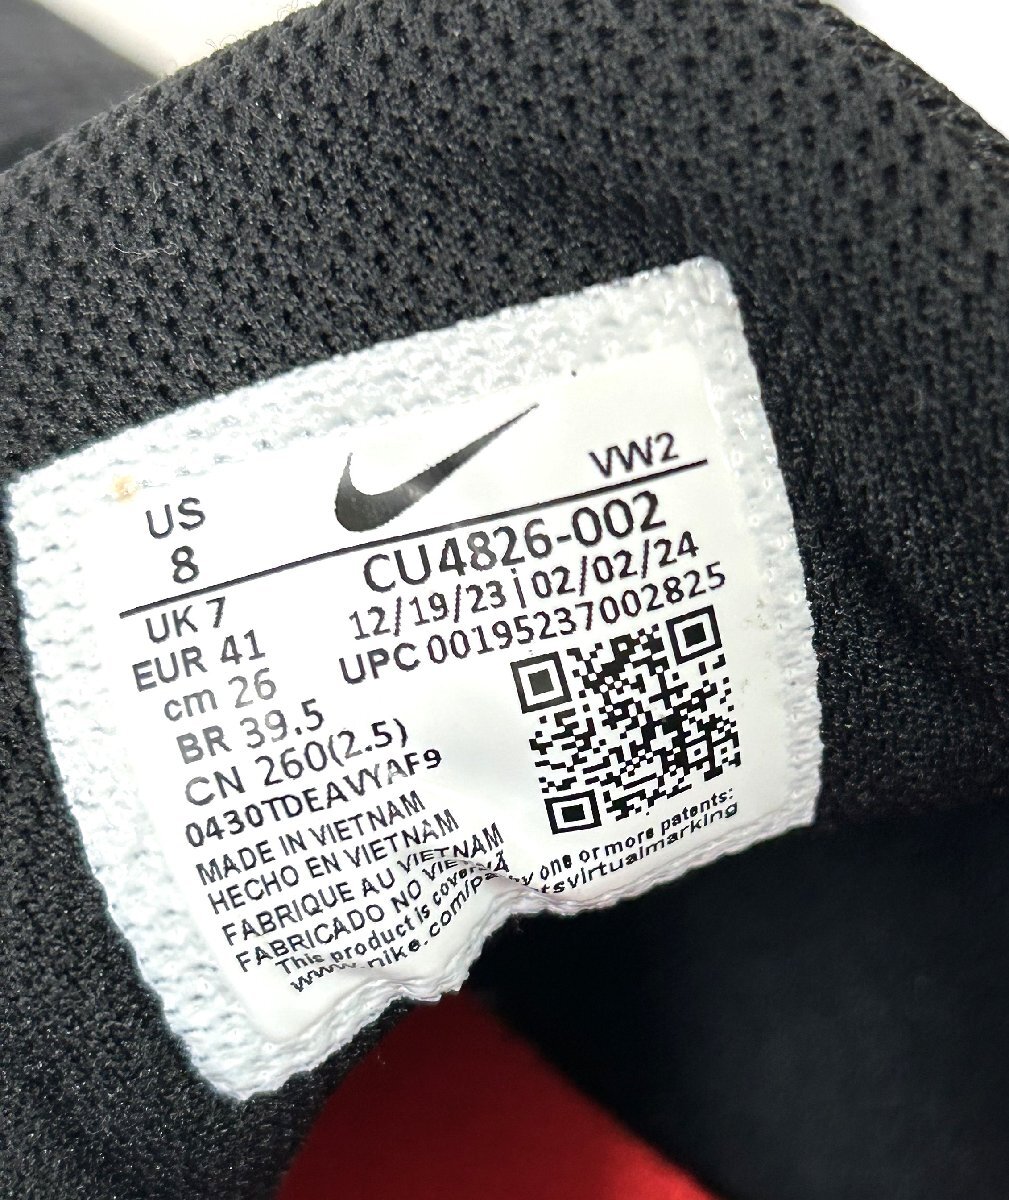 US
8
VW2
UK 7
EUR 41
cm 26
BR 39.5
CN 260(2.5)
CU4826-002
12/19/23|02/02/24
UPC 00195237002825
0430TDEAVYAF9
MADE IN VIETNAM
HECHO EN VIETNAM
FABRIQUE AU VIETNAM
FABRICADO NO VIETNÃ
This product is by one or more patents:
www.nike.com/